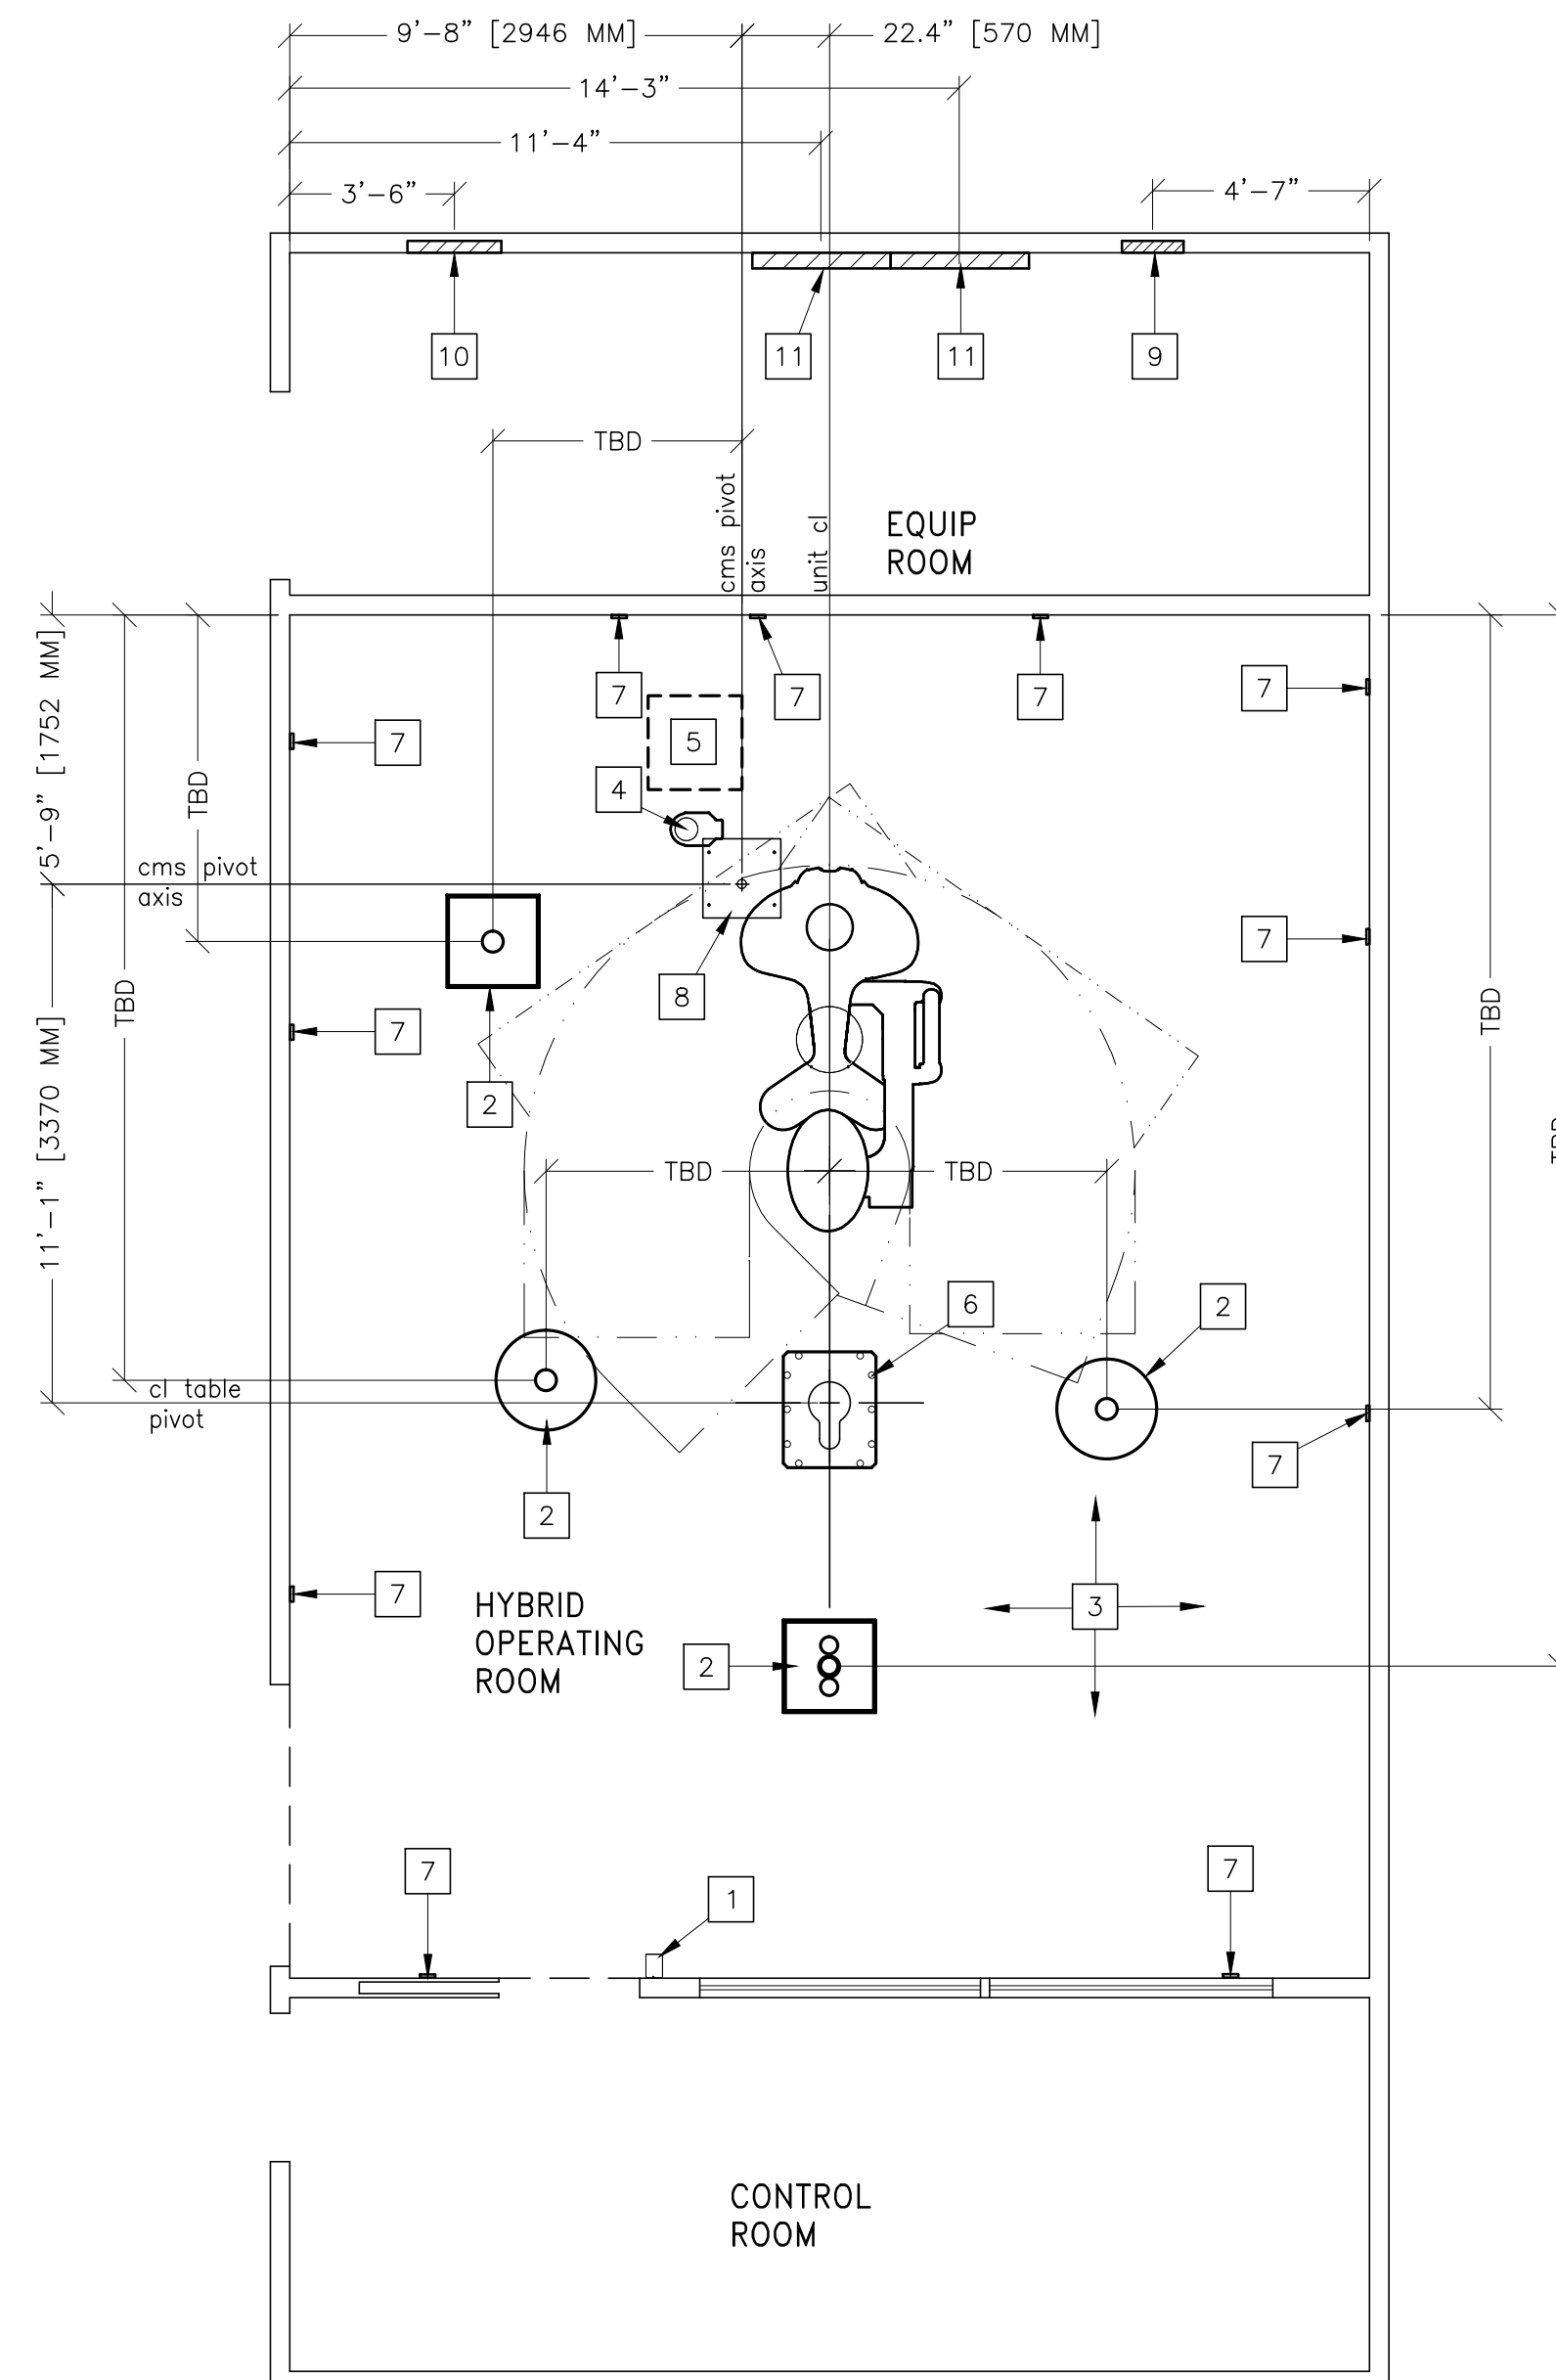 9’-8” [2946 MM]
22.4” [570 MM]
14’-3”
11’-4”
3’-6”
4’-7”
10
11
11
9
TBD
cms pivot
axis
unit cl
EQUIP
ROOM
5’-9” [1752 MM]
7
7
7
7
7
5
4
TBD
cms pivot
axis
7
8
TBD
TBD
11’-1” [3370 MM]
7
2
TBD
TBD
TBD
6
2
cl table
pivot
7
2
7
3
HYBRID
OPERATING
ROOM
2
7
7
1
CONTROL
ROOM